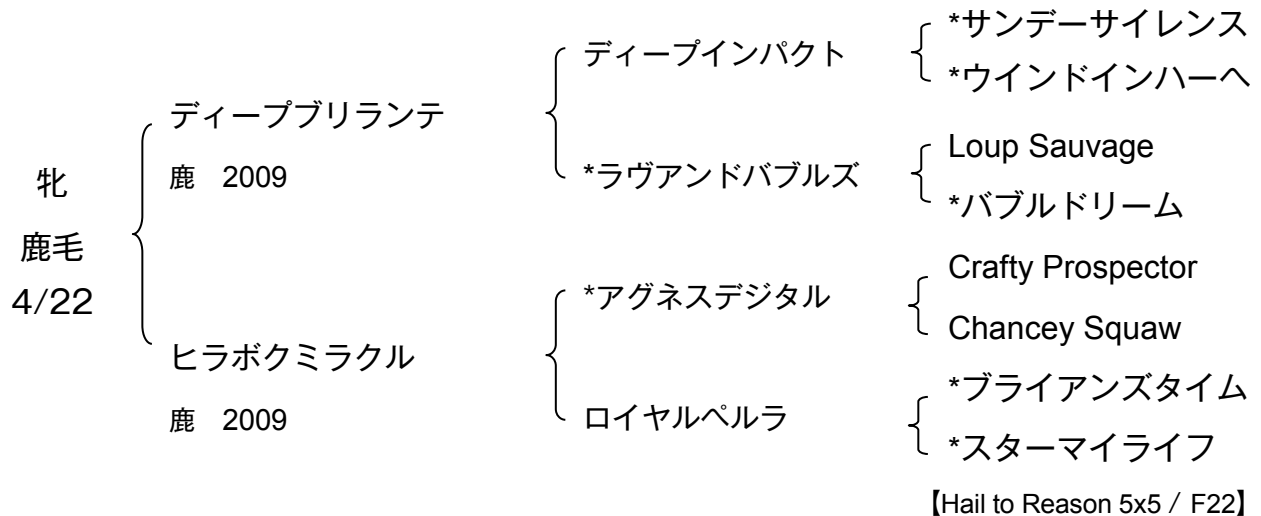 牝
鹿毛
4/22
ディープブリランテ
鹿 2009
ヒラボクミラクル
鹿 2009
ディープインパクト
*ラヴアンドバブルズ
*アグネスデジタル
ロイヤルペルラ
*サンデーサイレンス
*ウインドインハーヘ
Loup Sauvage
*バブルドリーム
Crafty Prospector
Chancey Squaw
*ブライアンズタイム
*スターマイライフ
【Hail to Reason 5x5 / F22】